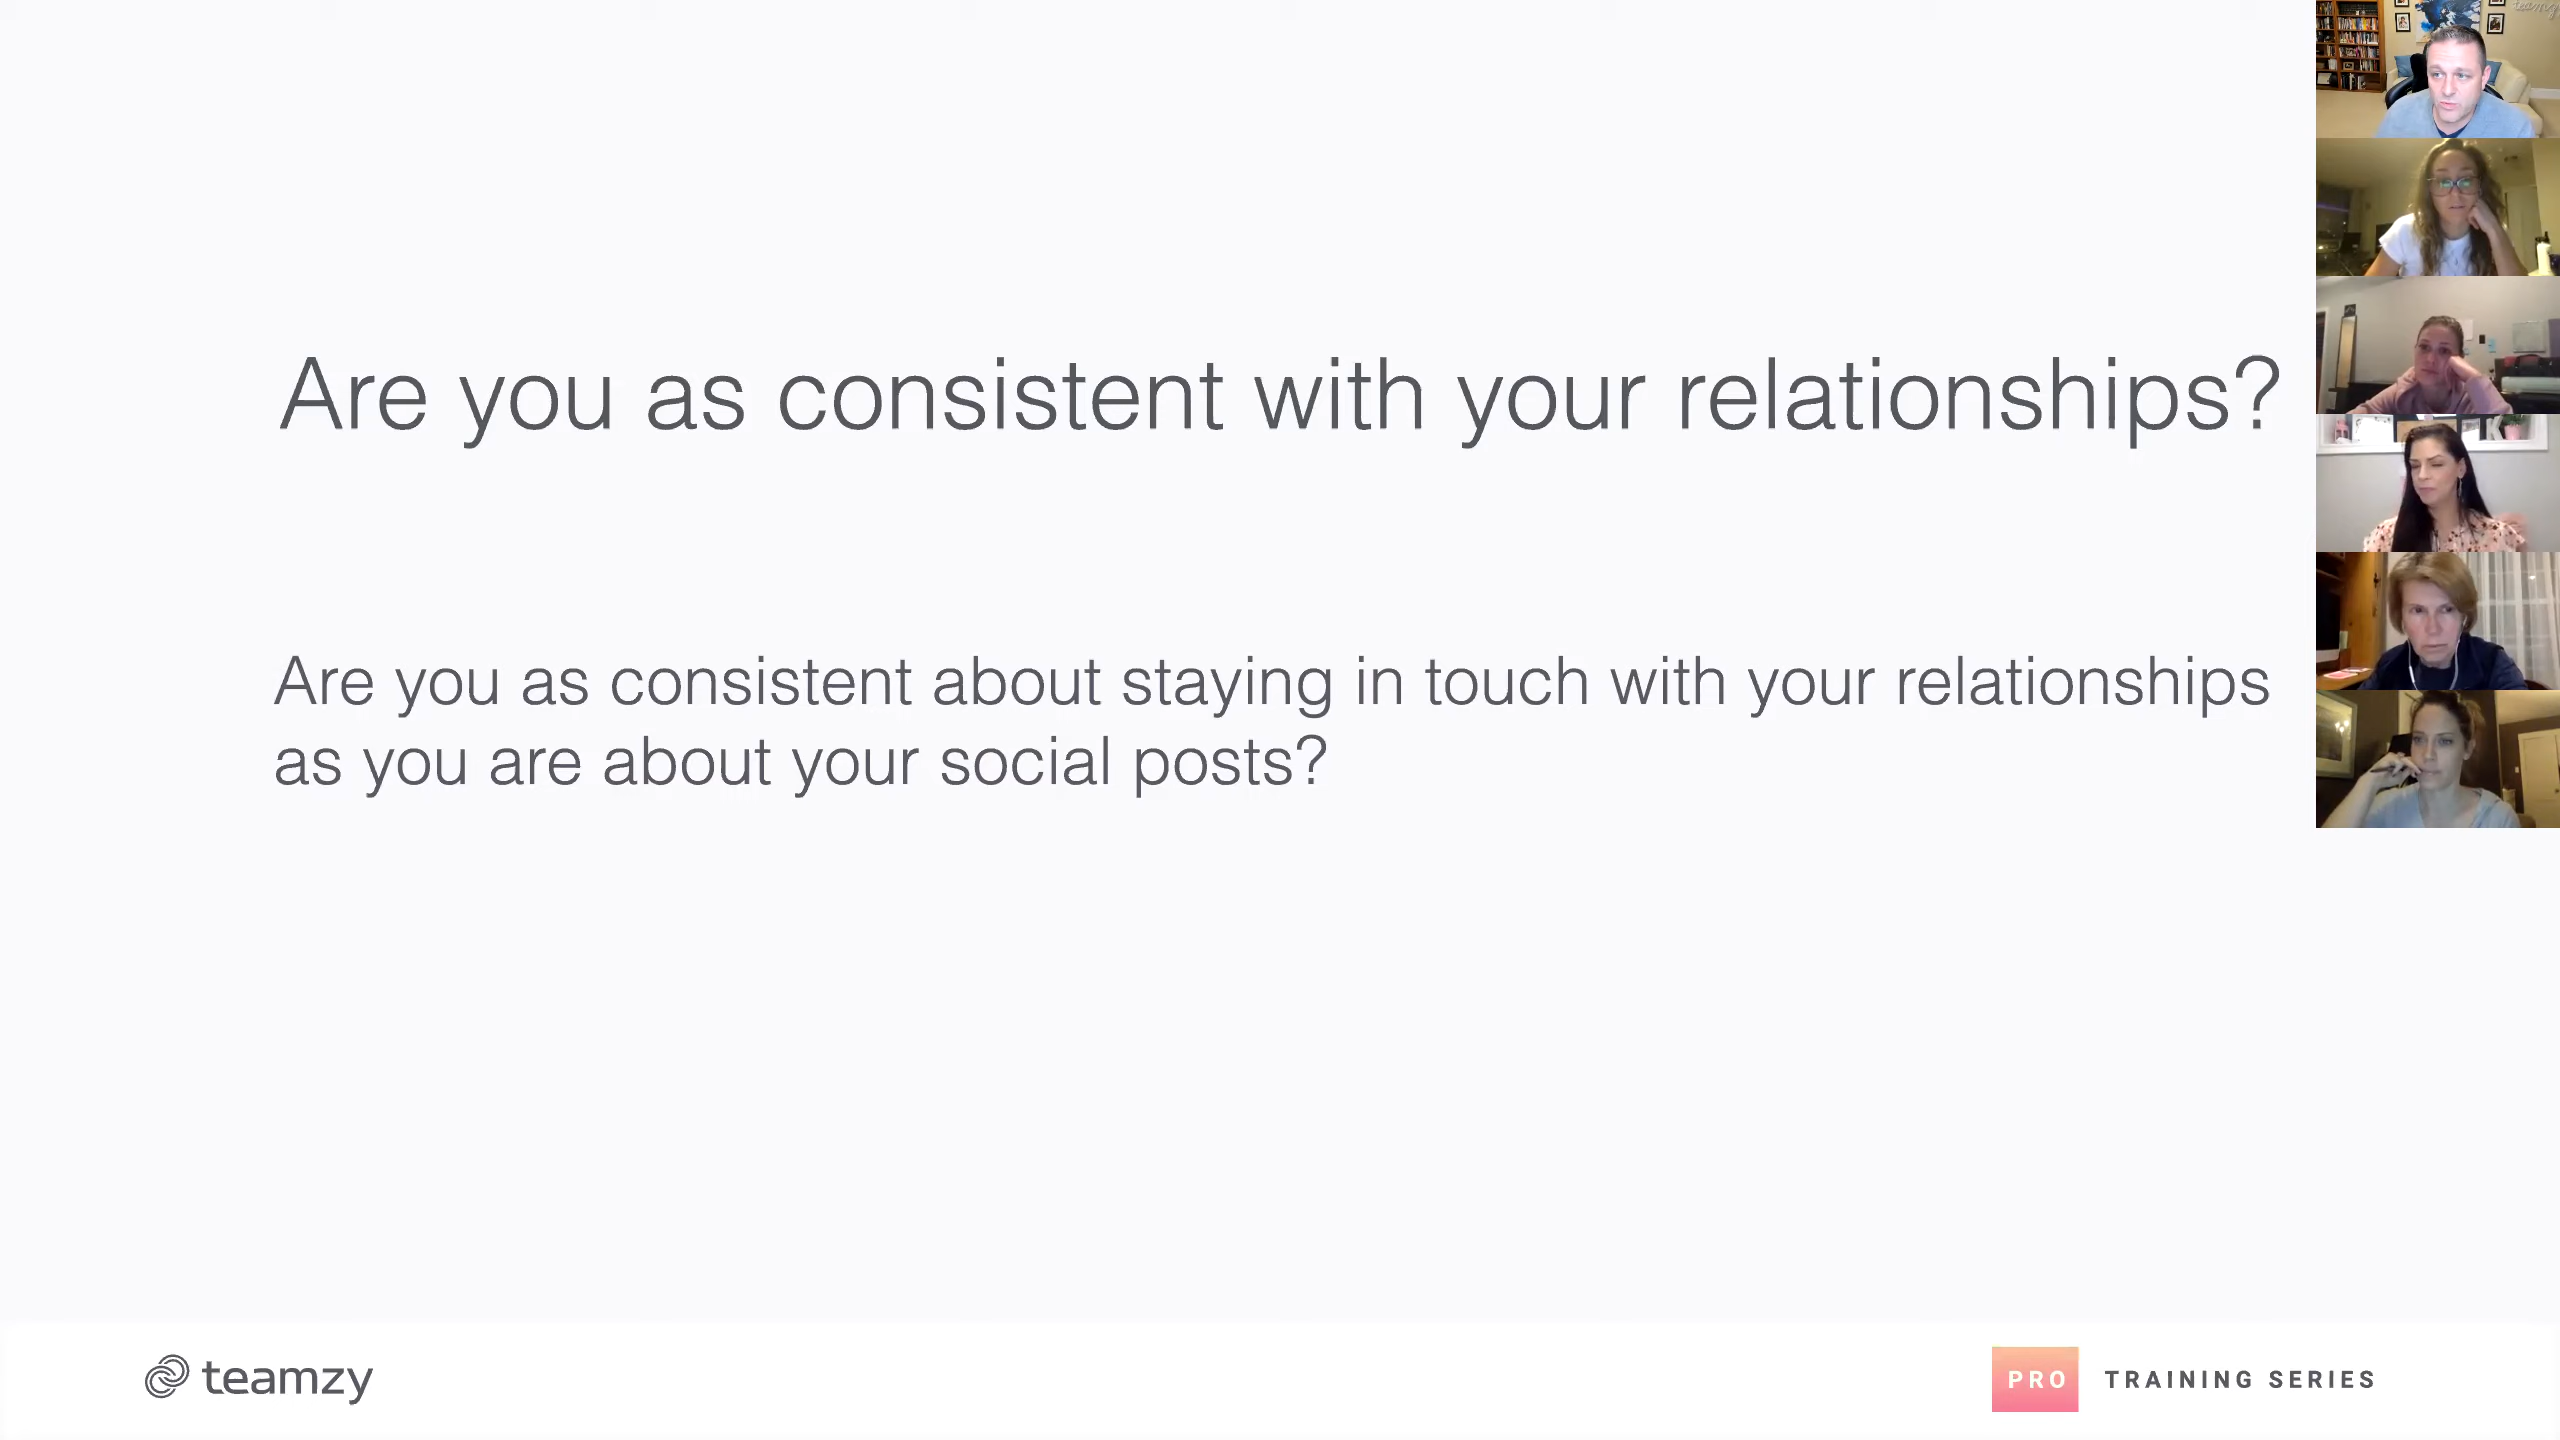 Are you as consistent with your relationships?
Are you as consistent about staying in touch with your relationships
as you are about your social posts?
teamzy
PRO TRAINING SERIES